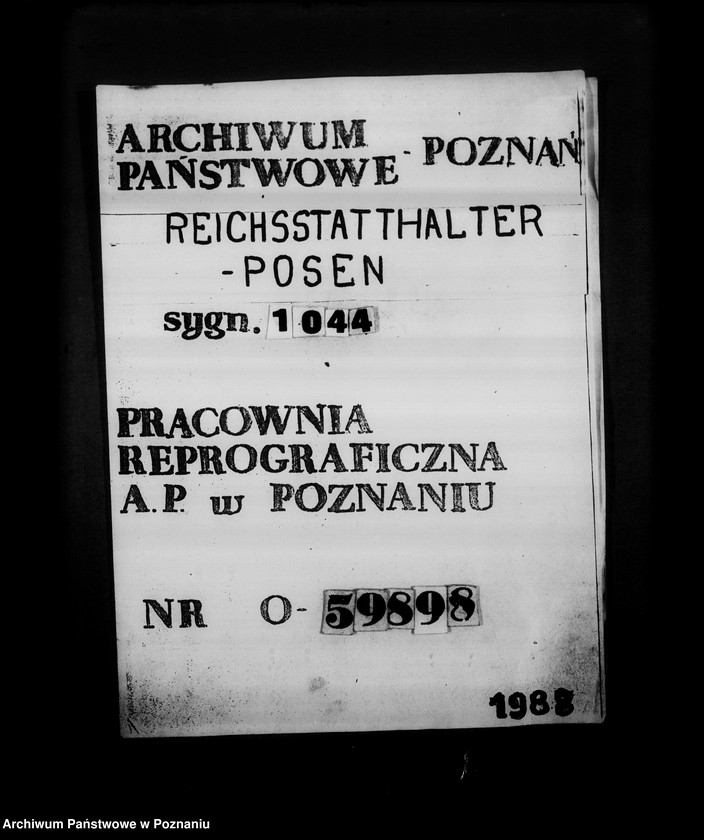 ARCHIWUM
PAŃSTWOWE - POZNAŃ
REICHSSTATTHALTER
-POSEN
sygn. 1044
PRACOWNIA
REPROGRAFICZNA
A.P. w POZNANIU
NR O-59898
1988
Archiwum Państwowe w Poznaniu